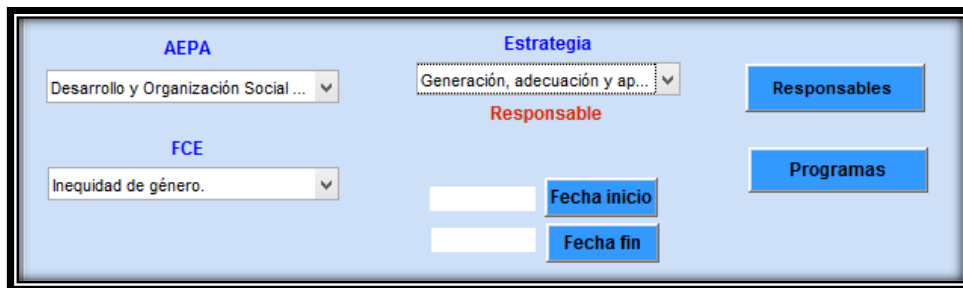 AEPA
Desarrollo y Organización Social ...
FCE
Inequidad de género.
Estrategia
Generación, adecuación y ap...
Responsable
Fecha inicio
Fecha fin
Responsables
Programas